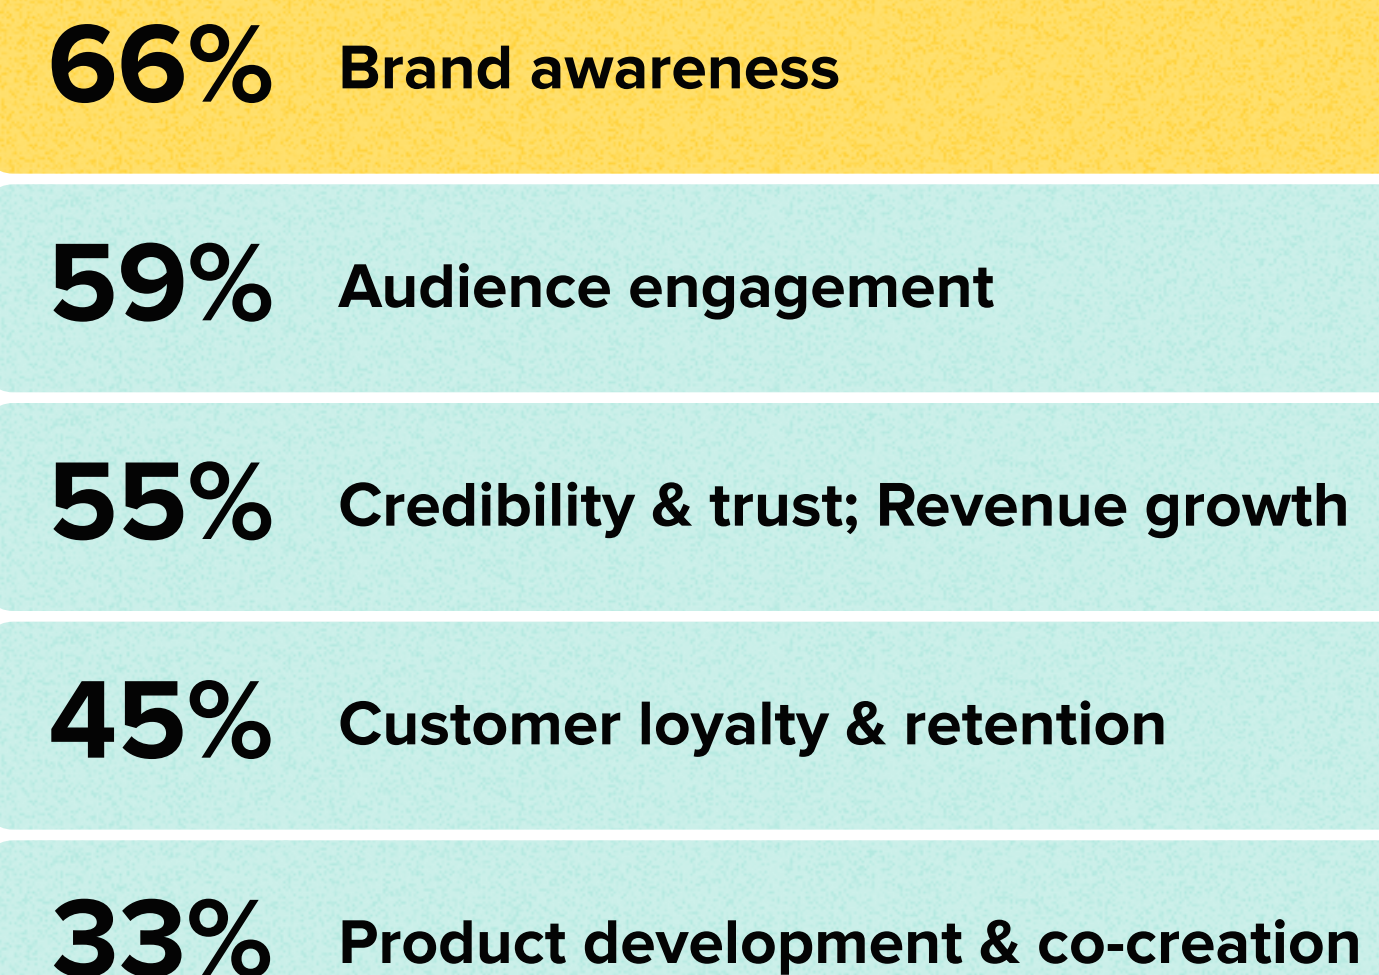 66% Brand awareness
59% Audience engagement
55% Credibility & trust; Revenue growth
45% Customer loyalty & retention
33% Product development & co-creation